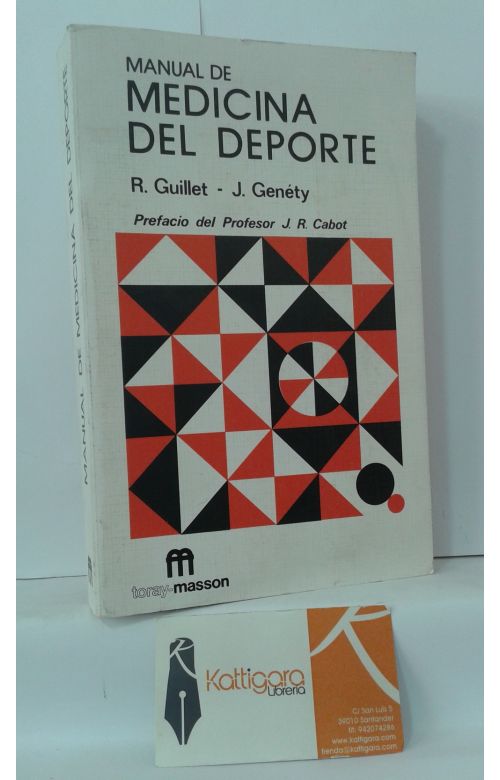 MANUAL DE
MEDICINA
DEL DEPORTE
R. Guillet - J. Genéty
Prefacio del Profesor J. R. Cabot
toray-masson
MANUAL DE MEDICINA DEL DEPORTE
Kattigara
Librería
C/ San Luis 5
39010 Santander
tlf: 942074286
www.kattigara.com
tienda@kattigara.com